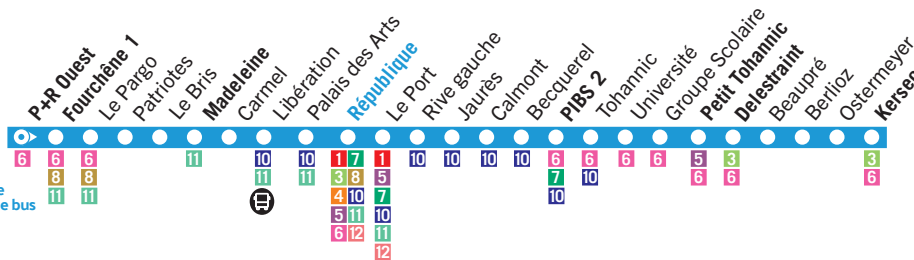 P+R Ouest
Fourchêne 1
Le Pargo
Patriotes
Le Bris
Madeleine
Carmel
Libération
Palais des Arts
République
Le Port
Rive gauche
Jaurès
Calmont
Becquerel
PIBS 2
Tohannic
Université
Groupe Scolaire
Petit Tohannic
Delestraint
Beaupré
Berlioz
Ostermeyer
6 6 6 11 10 10 1 7 1 10 10 10 10 6 6 6 6 5 3 3
8 8 11 11 3 8 5 7 10 6 6 6
11 11 4 10 7 10
5 11 10
6 12 11
12
e bus